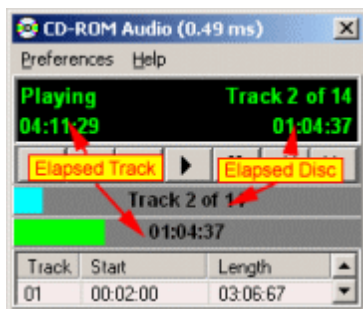 CD-ROM Audio (0.49 ms)
Preferences Help
Playing Track 2 of 14
04:11:29 01:04:37
Elapsed Track Elapsed Disc
Track 2 of 14
01:04:37
Track Start Length
01 00:02:00 03:06:67